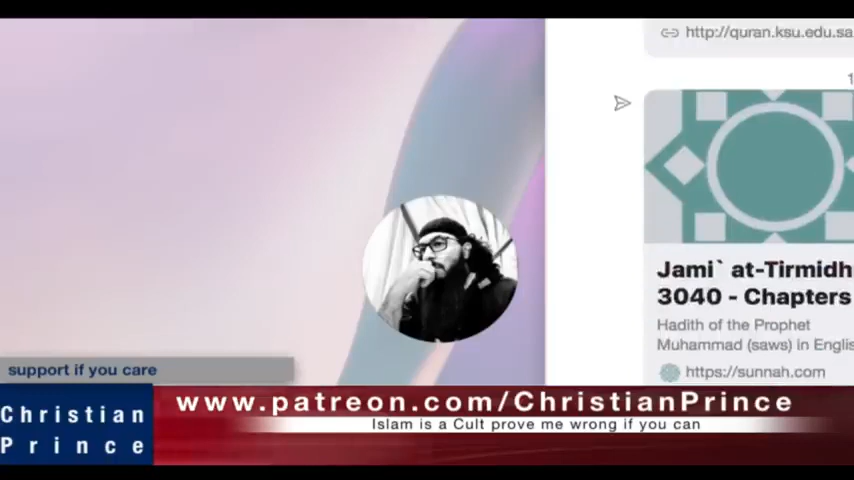 http://quran.ksu.edu.sa
Jami` at-Tirmidh
3040 - Chapters
Hadith of the Prophet
Muhammad (saws) in Englis
https://sunnah.com
support if you care
Christian
Prince
www.patreon.com/ChristianPrince
Islam is a Cult prove me wrong if you can